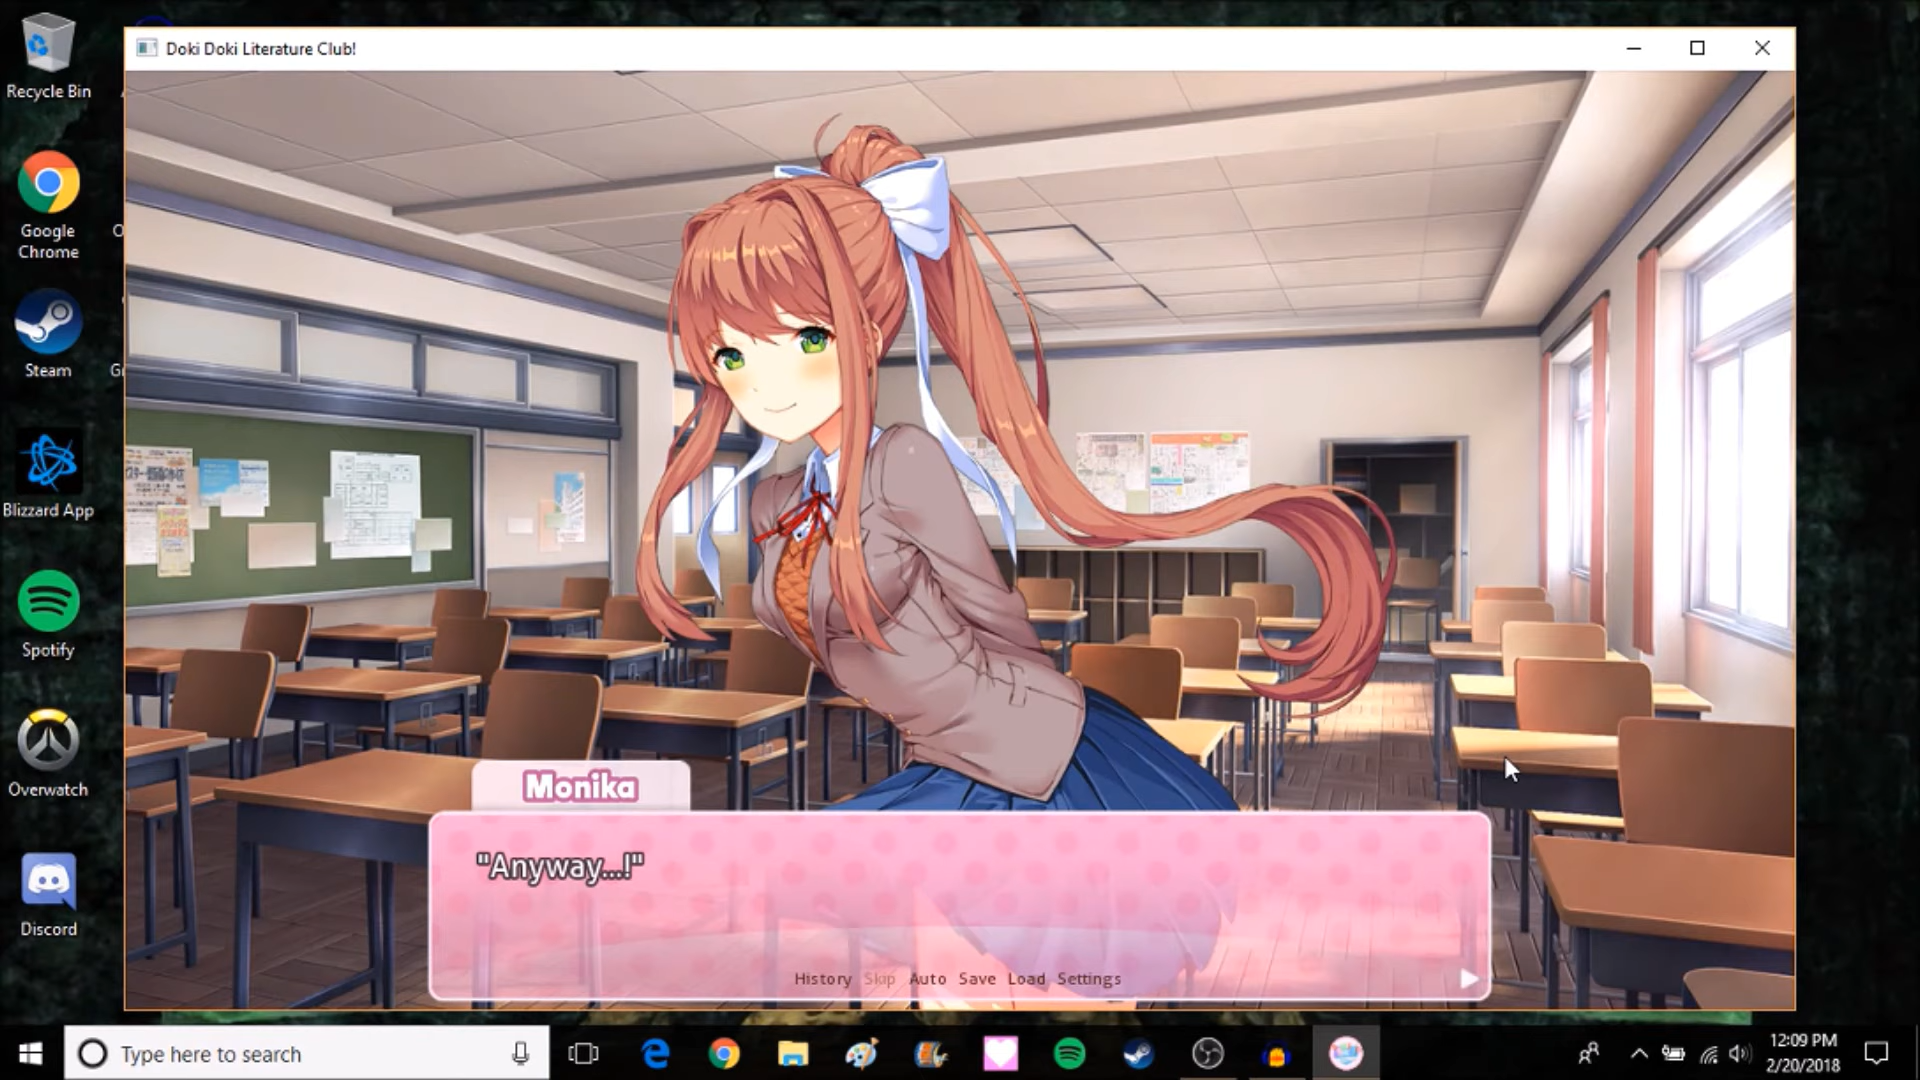 Doki Doki Literature Club!
Recycle Bin
Google
Chrome
Steam
Blizzard App
Spotify
Overwatch
Discord
Monika
"Anyway...!"
History Skip Auto Save Load Settings
Type here to search
12:09 PM
2/20/2018